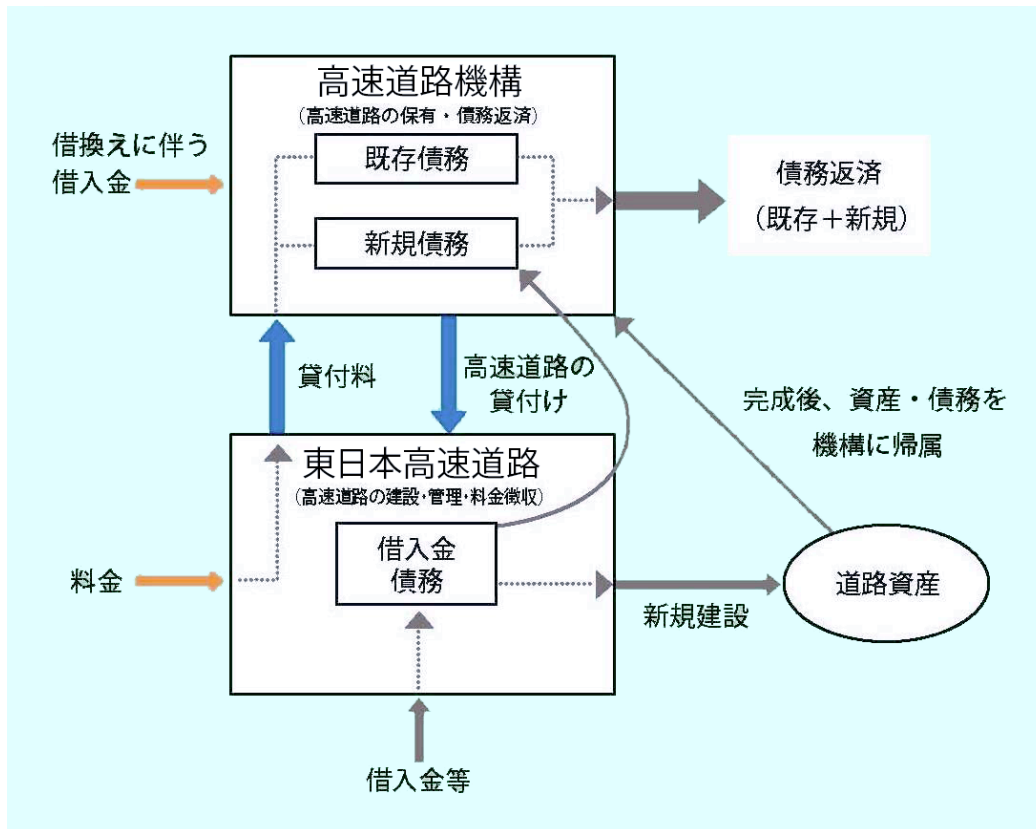 高速道路機構
(高速道路の保有・債務返済)
借換えに伴う
借入金
既存債務
新規債務
債務返済
(既存+新規)
貸付料
高速道路の
貸付け
完成後、資産・債務を
機構に帰属
東日本高速道路
(高速道路の建設・管理・料金徴収)
借入金
債務
料金
新規建設
道路資産
借入金等